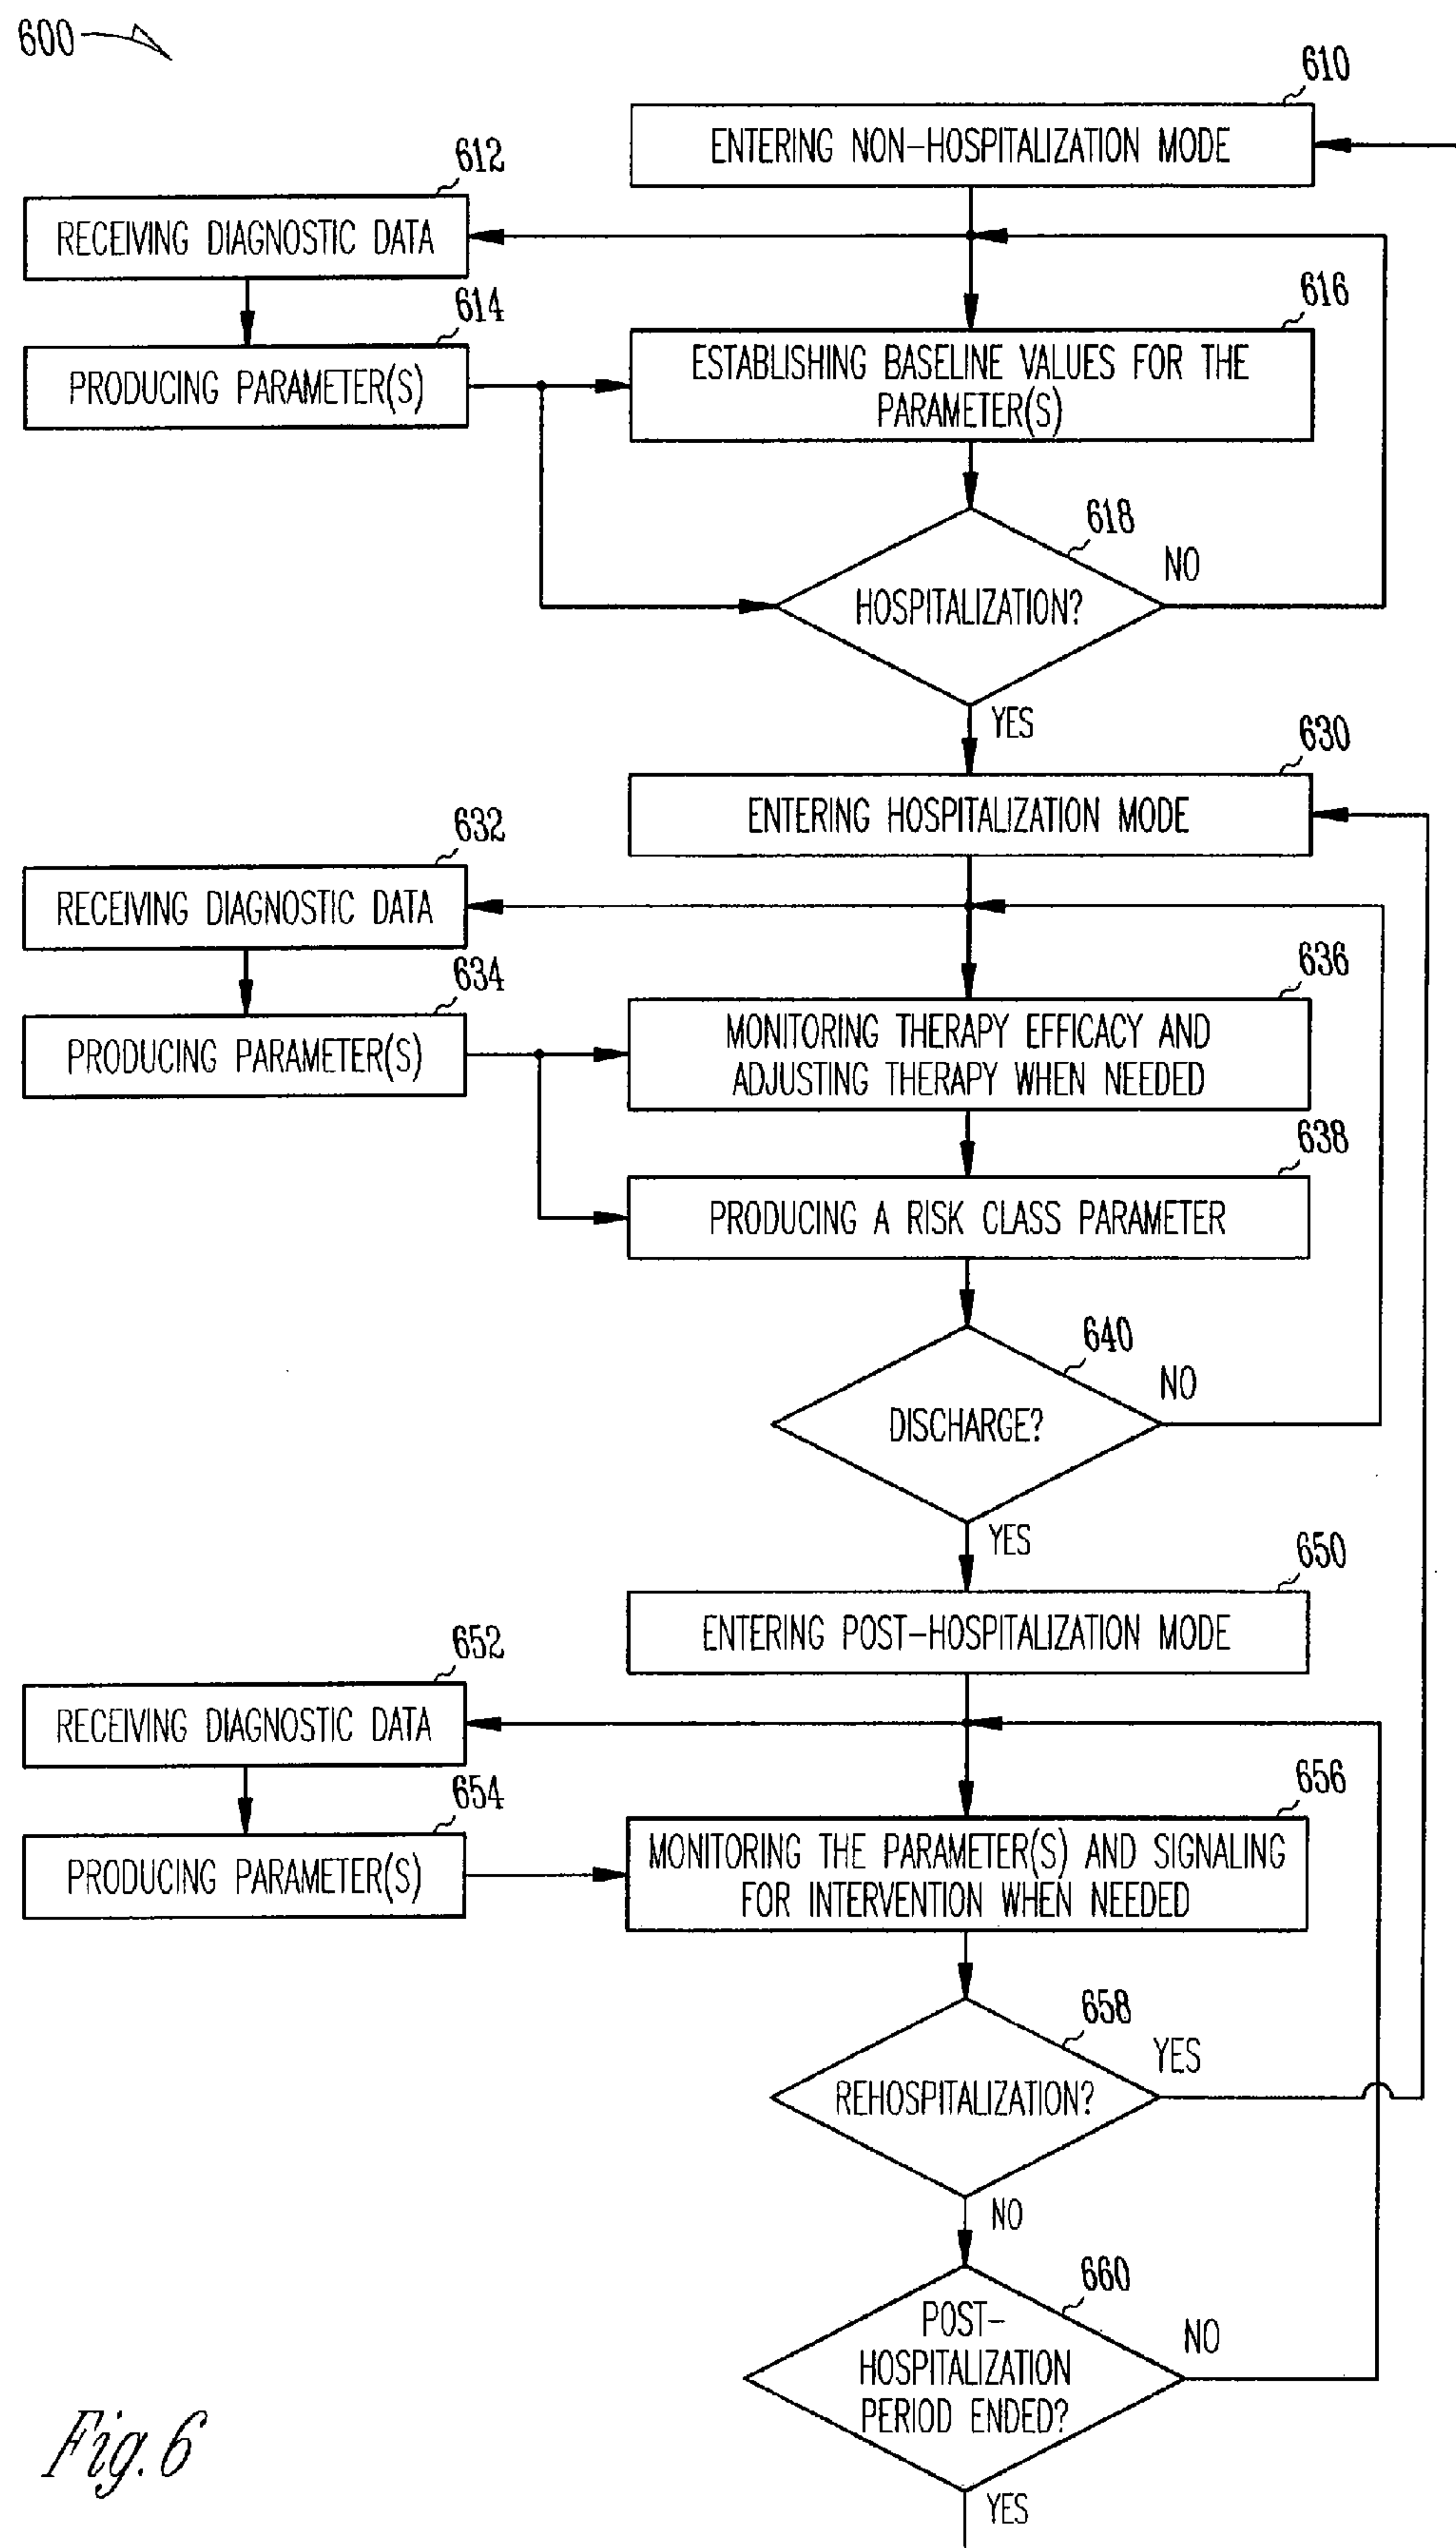 600
610
ENTERING NON-HOSPITALIZATION MODE
612
RECEIVING DIAGNOSTIC DATA
614
PRODUCING PARAMETER(S)
616
ESTABLISHING BASELINE VALUES FOR THE
PARAMETER(S)
618
HOSPITALIZATION?
NO
YES
630
ENTERING HOSPITALIZATION MODE
632
RECEIVING DIAGNOSTIC DATA
634
PRODUCING PARAMETER(S)
636
MONITORING THERAPY EFFICACY AND
ADJUSTING THERAPY WHEN NEEDED
638
PRODUCING A RISK CLASS PARAMETER
640
DISCHARGE?
NO
YES
650
ENTERING POST-HOSPITALIZATION MODE
652
RECEIVING DIAGNOSTIC DATA
654
PRODUCING PARAMETER(S)
656
MONITORING THE PARAMETER(S) AND SIGNALING
FOR INTERVENTION WHEN NEEDED
658
REHOSPITALIZATION?
YES
NO
660
POST-
HOSPITALIZATION
PERIOD ENDED?
NO
YES
Fig. 6